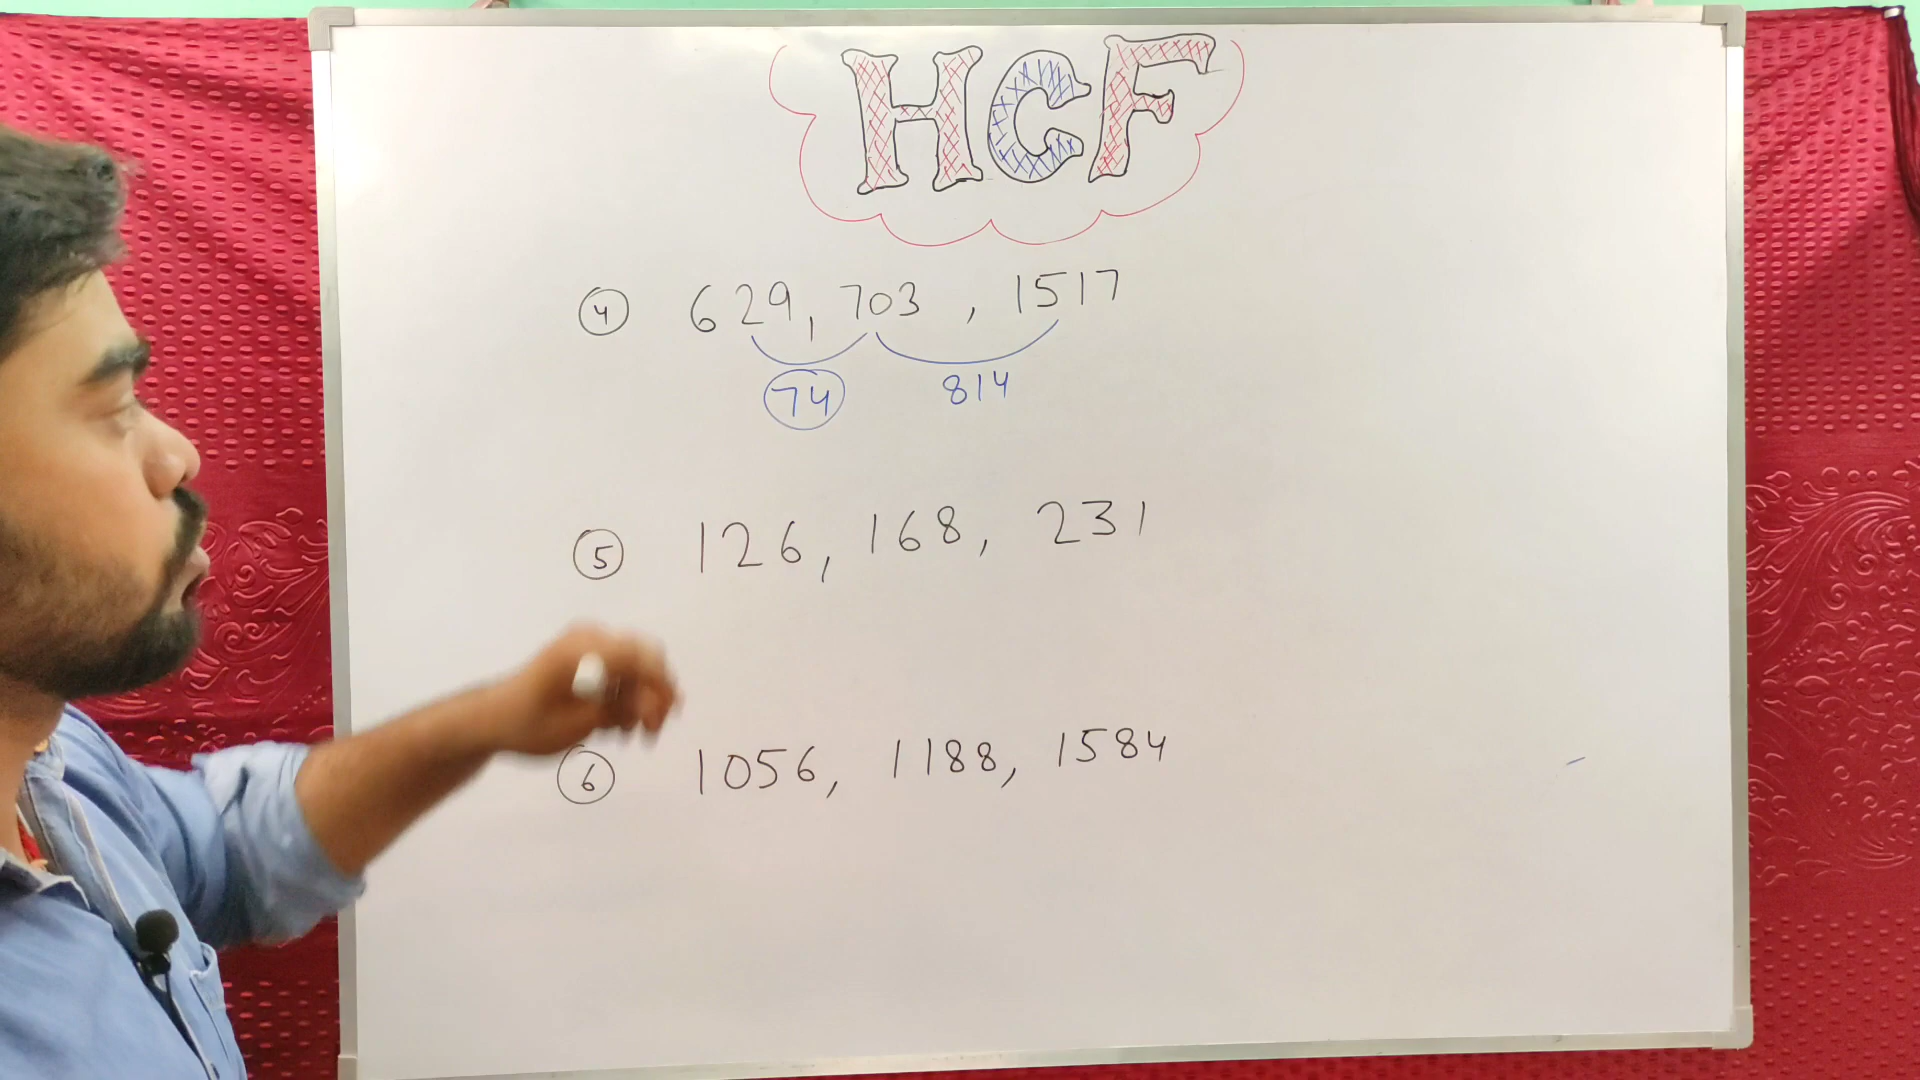 HCF
4 629, 703, 1517
74 814
5 126, 168, 231
6 1056, 1188, 1584